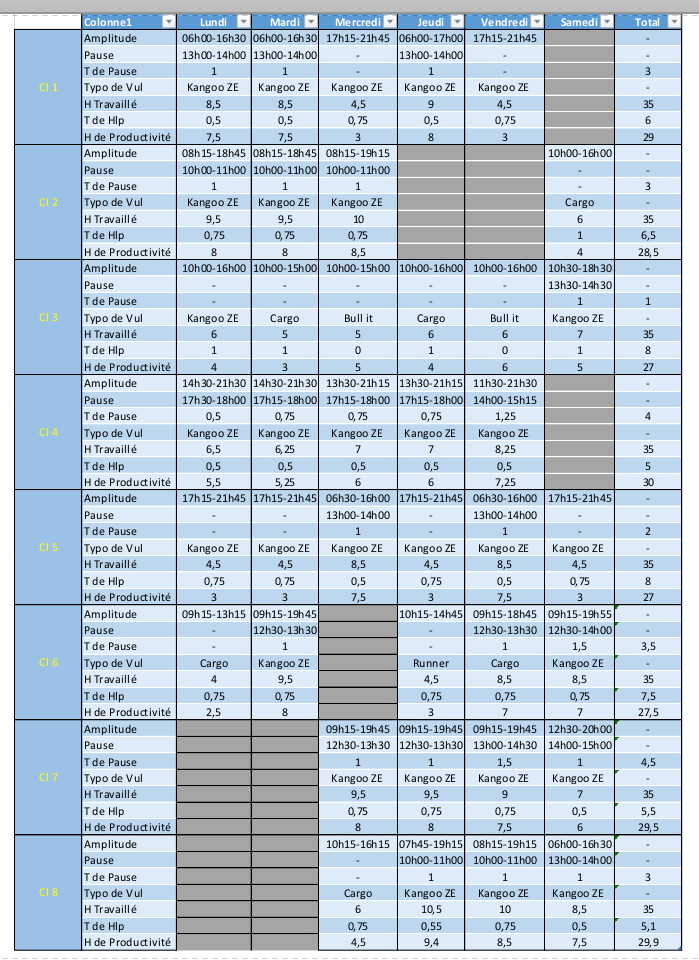 Colonne1 Lundi Mardi Mercredi Jeudi Vendredi Samedi Total
Cl 1
Amplitude 06h00-16h30 06h00-16h30 17h15-21h45 06h00-17h00 17h15-21h45 -
Pause 13h00-14h00 13h00-14h00 - 13h00-14h00 - -
T de Pause 1 1 - 1 - 3
Typo de Vul Kangoo ZE Kangoo ZE Kangoo ZE Kangoo ZE Kangoo ZE -
H Travaillé 8,5 8,5 4,5 9 4,5 35
T de Hlp 0,5 0,5 0,75 0,5 0,75 6
H de Productivité 7,5 7,5 3 8 3 29
Cl 2
Amplitude 08h15-18h45 08h15-18h45 08h15-19h15 10h00-16h00 -
Pause 10h00-11h00 10h00-11h00 10h00-11h00 - -
T de Pause 1 1 1 - 3
Typo de Vul Kangoo ZE Kangoo ZE Kangoo ZE Cargo -
H Travaillé 9,5 9,5 10 6 35
T de Hlp 0,75 0,75 0,75 1 6,5
H de Productivité 8 8 8,5 4 28,5
Cl 3
Amplitude 10h00-16h00 10h00-15h00 10h00-15h00 10h00-16h00 10h00-16h00 10h30-18h30 -
Pause - - - - - 13h30-14h30 -
T de Pause - - - - - 1 1
Typo de Vul Kangoo ZE Cargo Bull it Cargo Bull it Kangoo ZE -
H Travaillé 6 5 5 6 6 7 35
T de Hlp 1 1 0 1 0 1 8
H de Productivité 4 3 5 4 6 5 27
Cl 4
Amplitude 14h30-21h30 14h30-21h30 13h30-21h15 13h30-21h15 11h30-21h30 -
Pause 17h30-18h00 17h15-18h00 17h15-18h00 17h15-18h00 14h00-15h15 -
T de Pause 0,5 0,75 0,75 0,75 1,25 4
Typo de Vul Kangoo ZE Kangoo ZE Kangoo ZE Kangoo ZE Kangoo ZE -
H Travaillé 6,5 6,25 7 7 8,25 35
T de Hlp 0,5 0,5 0,5 0,5 0,5 5
H de Productivité 5,5 5,25 6 6 7,25 30
Cl 5
Amplitude 17h15-21h45 17h15-21h45 06h30-16h00 17h15-21h45 06h30-16h00 17h15-21h45 -
Pause - - 13h00-14h00 - 13h00-14h00 - -
T de Pause - - 1 - 1 - 2
Typo de Vul Kangoo ZE Kangoo ZE Kangoo ZE Kangoo ZE Kangoo ZE Kangoo ZE -
H Travaillé 4,5 4,5 8,5 4,5 8,5 4,5 35
T de Hlp 0,75 0,75 0,5 0,75 0,5 0,75 8
H de Productivité 3 3 7,5 3 7,5 3 27
Cl 6
Amplitude 09h15-13h15 09h15-19h45 10h15-14h45 09h15-18h45 09h15-19h55 -
Pause - 12h30-13h30 - 12h30-13h30 12h30-14h00 -
T de Pause - 1 - 1 1,5 3,5
Typo de Vul Cargo Kangoo ZE Runner Cargo Kangoo ZE -
H Travaillé 4 9,5 4,5 8,5 8,5 35
T de Hlp 0,75 0,75 0,75 0,75 0,75 7,5
H de Productivité 2,5 8 3 7 7 27,5
Cl 7
Amplitude 09h15-19h45 09h15-19h45 09h15-19h45 12h30-20h00 -
Pause 12h30-13h30 12h30-13h30 13h00-14h30 14h00-15h00 -
T de Pause 1 1 1,5 1 4,5
Typo de Vul Kangoo ZE Kangoo ZE Kangoo ZE Kangoo ZE -
H Travaillé 9,5 9,5 9 7 35
T de Hlp 0,75 0,75 0,75 0,5 5,5
H de Productivité 8 8 7,5 6 29,5
Cl 8
Amplitude 10h15-16h15 07h45-19h15 08h15-19h15 06h00-16h30 -
Pause - 10h00-11h00 10h00-11h00 13h00-14h00 -
T de Pause - 1 1 1 3
Typo de Vul Cargo Kangoo ZE Kangoo ZE Kangoo ZE -
H Travaillé 6 10,5 10 8,5 35
T de Hlp 0,75 0,55 0,75 0,5 5,1
H de Productivité 4,5 9,4 8,5 7,5 29,9